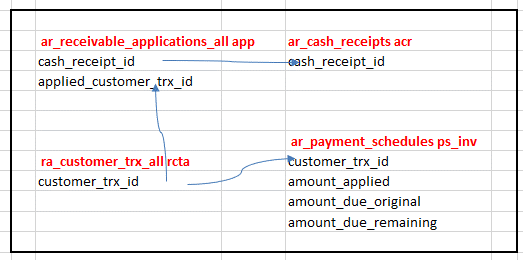 ar_receivable_applications_all app
cash_receipt_id
applied_customer_trx_id
ar_cash_receipts acr
cash_receipt_id
ra_customer_trx_all rcta
customer_trx_id
ar_payment_schedules ps_inv
customer_trx_id
amount_applied
amount_due_original
amount_due_remaining